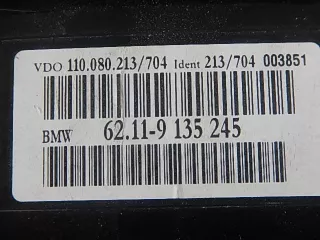 VDO 110.080.213/704 Ident 213/704 003851
BMW 62.11-9 135 245